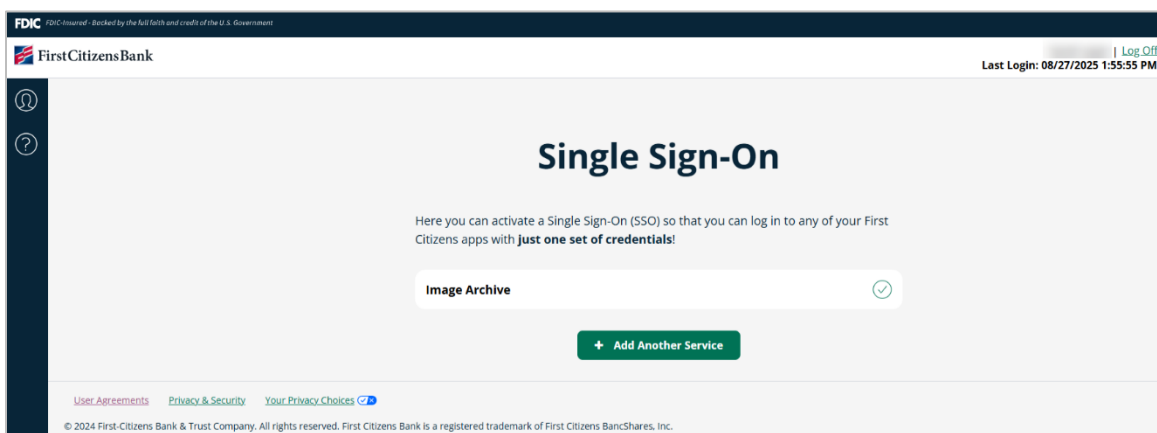 FDIC FDIC-Insured - Backed by the full faith and credit of the U.S. Government
First Citizens Bank
| Log Off
Last Login: 08/27/2025 1:55:55 PM
Single Sign-On
Here you can activate a Single Sign-On (SSO) so that you can log in to any of your First
Citizens apps with just one set of credentials!
Image Archive
+ Add Another Service
User Agreements Privacy & Security Your Privacy Choices
© 2024 First-Citizens Bank & Trust Company. All rights reserved. First Citizens Bank is a registered trademark of First Citizens BancShares, Inc.